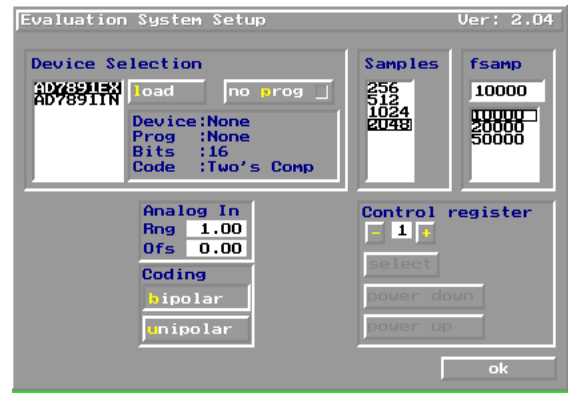 Evaluation System Setup Ver: 2.04
Device Selection
AD7891EX
AD7891IN
load
no prog
Device:None
Prog :None
Bits :16
Code :Two's Comp
Samples
256
512
1024
2048
fsamp
10000
10000
20000
50000
Analog In
Rng 1.00
Ofs 0.00
Coding
bipolar
unipolar
Control register
- 1 +
select
power down
power up
ok